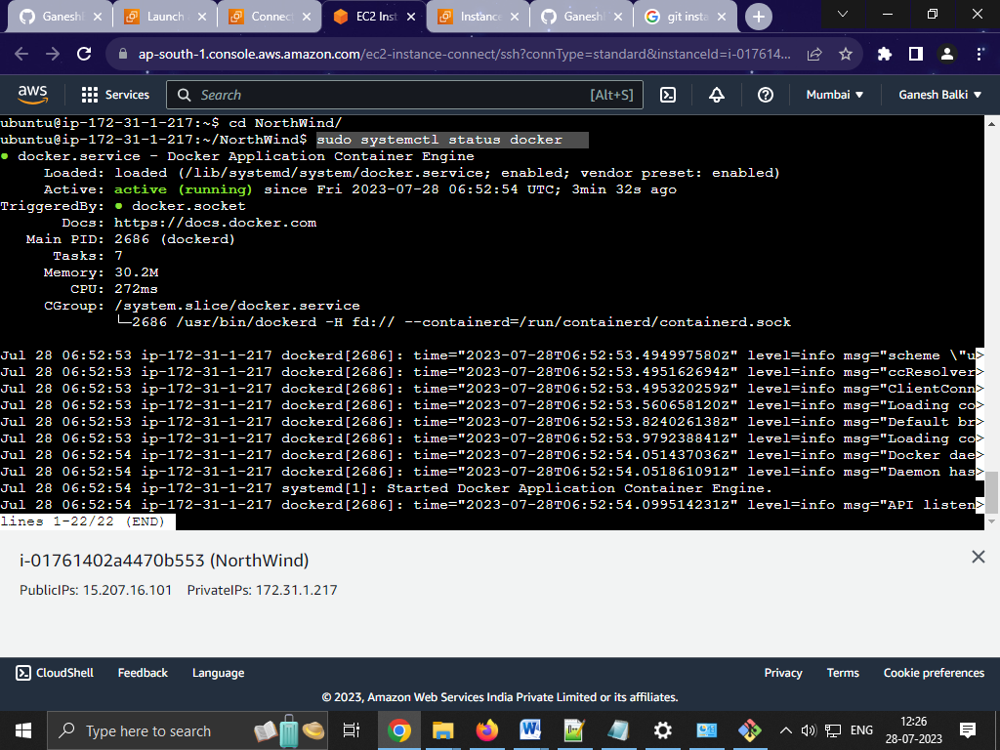 Ganesh
Launch
Connec
EC2 Inst
Instance
Ganesh
git insta
ap-south-1.console.aws.amazon.com/ec2-instance-connect/ssh?connType=standard&instanceId=i-017614...
aws
Services
Search
[Alt+S]
Mumbai
Ganesh Balki
ubuntu@ip-172-31-1-217:~$ cd NorthWind/
ubuntu@ip-172-31-1-217:~/NorthWind$ sudo systemctl status docker
● docker.service - Docker Application Container Engine
Loaded: loaded (/lib/systemd/system/docker.service; enabled; vendor preset: enabled)
Active: active (running) since Fri 2023-07-28 06:52:54 UTC; 3min 32s ago
TriggeredBy: ● docker.socket
Docs: https://docs.docker.com
Main PID: 2686 (dockerd)
Tasks: 7
Memory: 30.2M
CPU: 272ms
CGroup: /system.slice/docker.service
└─2686 /usr/bin/dockerd -H fd:// --containerd=/run/containerd/containerd.sock
Jul 28 06:52:53 ip-172-31-1-217 dockerd[2686]: time="2023-07-28T06:52:53.494997580Z" level=info msg="scheme \"u>
Jul 28 06:52:53 ip-172-31-1-217 dockerd[2686]: time="2023-07-28T06:52:53.495162694Z" level=info msg="ccResolver>
Jul 28 06:52:53 ip-172-31-1-217 dockerd[2686]: time="2023-07-28T06:52:53.495320259Z" level=info msg="ClientConn>
Jul 28 06:52:53 ip-172-31-1-217 dockerd[2686]: time="2023-07-28T06:52:53.560658120Z" level=info msg="Loading co>
Jul 28 06:52:53 ip-172-31-1-217 dockerd[2686]: time="2023-07-28T06:52:53.824026138Z" level=info msg="Default br>
Jul 28 06:52:53 ip-172-31-1-217 dockerd[2686]: time="2023-07-28T06:52:53.979238841Z" level=info msg="Loading co>
Jul 28 06:52:54 ip-172-31-1-217 dockerd[2686]: time="2023-07-28T06:52:54.051437036Z" level=info msg="Docker dae>
Jul 28 06:52:54 ip-172-31-1-217 dockerd[2686]: time="2023-07-28T06:52:54.051861091Z" level=info msg="Daemon has>
Jul 28 06:52:54 ip-172-31-1-217 systemd[1]: Started Docker Application Container Engine.
Jul 28 06:52:54 ip-172-31-1-217 dockerd[2686]: time="2023-07-28T06:52:54.099514231Z" level=info msg="API listen>
lines 1-22/22 (END)
i-01761402a4470b553 (NorthWind)
PublicIPs: 15.207.16.101 PrivateIPs: 172.31.1.217
CloudShell
Feedback
Language
Privacy
Terms
Cookie preferences
© 2023, Amazon Web Services India Private Limited or its affiliates.
Type here to search
ENG
12:26
28-07-2023